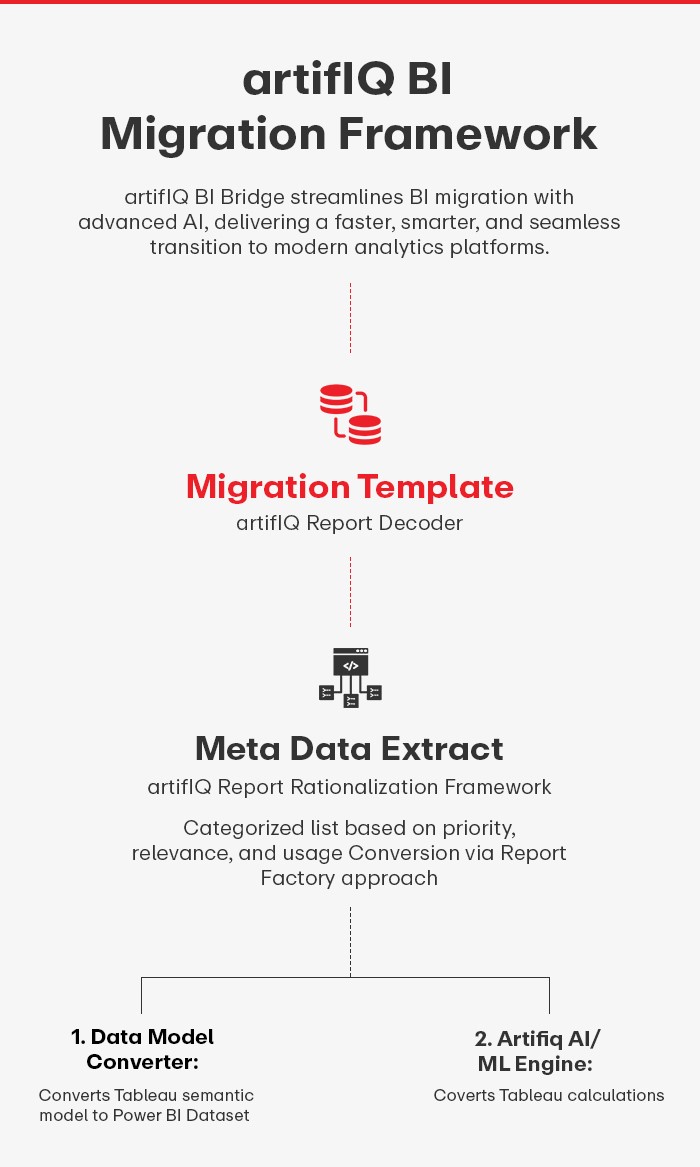 artifIQ BI
Migration Framework
artifIQ BI Bridge streamlines BI migration with
advanced AI, delivering a faster, smarter, and seamless
transition to modern analytics platforms.
Migration Template
artifIQ Report Decoder
</>
Meta Data Extract
artifIQ Report Rationalization Framework
Categorized list based on priority,
relevance, and usage Conversion via Report
Factory approach
1. Data Model
Converter:
Converts Tableau semantic
model to Power BI Dataset
2. Artifiq AI/
ML Engine:
Coverts Tableau calculations